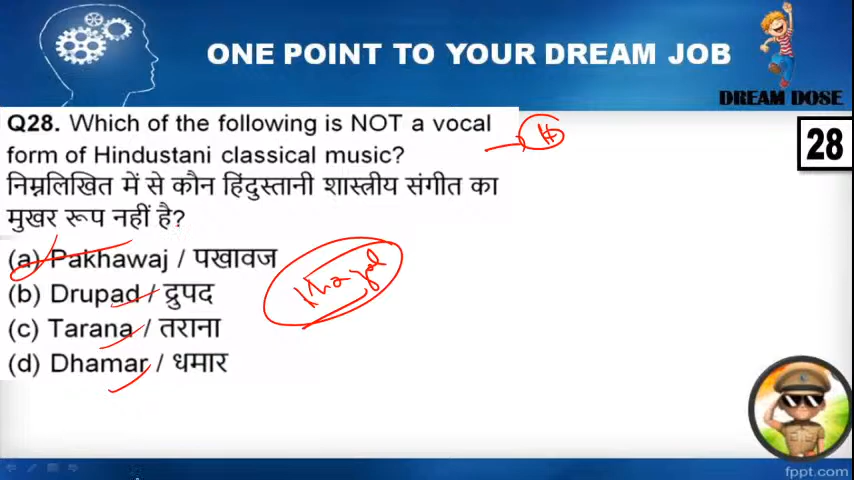 ONE POINT TO YOUR DREAM JOB
DREAM DOSE
Q28. Which of the following is NOT a vocal
form of Hindustani classical music?
28
निम्नलिखित में से कौन हिंदुस्तानी शास्त्रीय संगीत का
मुखर रूप नहीं है?
(a) Pakhawaj / पखावज
(b) Drupad / द्रुपद
Khayal
(c) Tarana / तराना
(d) Dhamar / धमार
fppt.com